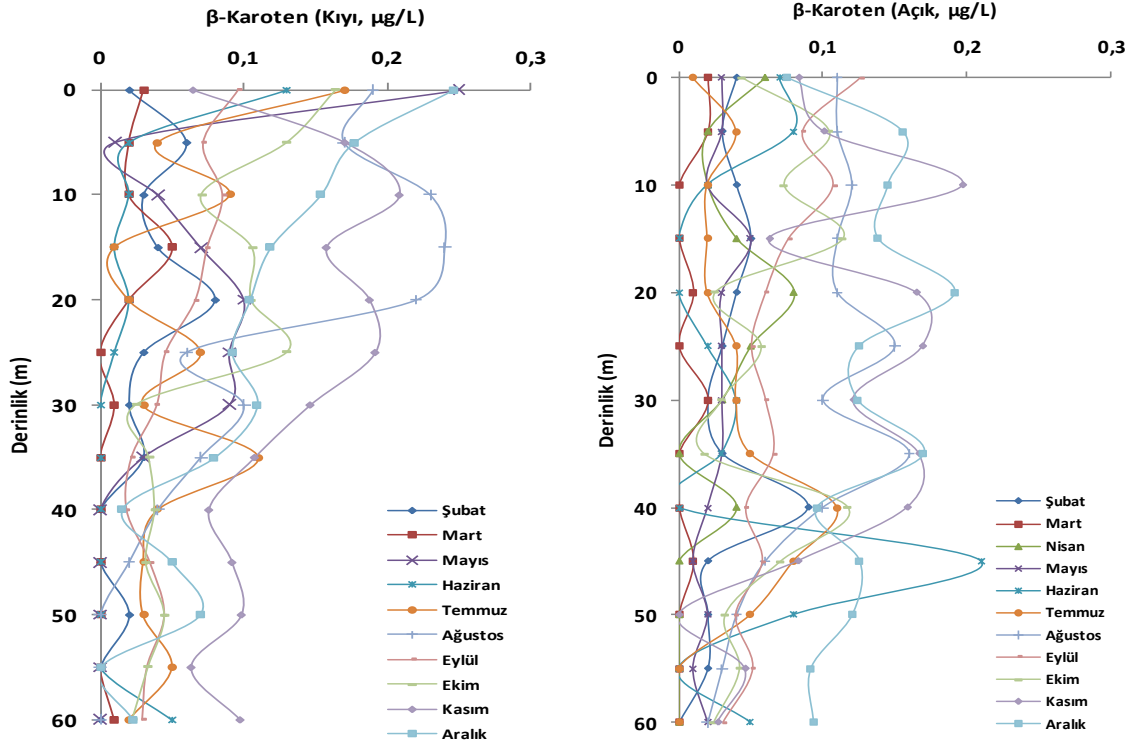 β-Karoten (Kıyı, µg/L)
0 0,1 0,2 0,3
0
10
20
30
40
50
60
Derinlik (m)
Şubat
Mart
Mayıs
Haziran
Temmuz
Ağustos
Eylül
Ekim
Kasım
Aralık
β-Karoten (Açık, µg/L)
0 0,1 0,2 0,3
0
10
20
30
40
50
60
Derinlik (m)
Şubat
Mart
Nisan
Mayıs
Haziran
Temmuz
Ağustos
Eylül
Ekim
Kasım
Aralık